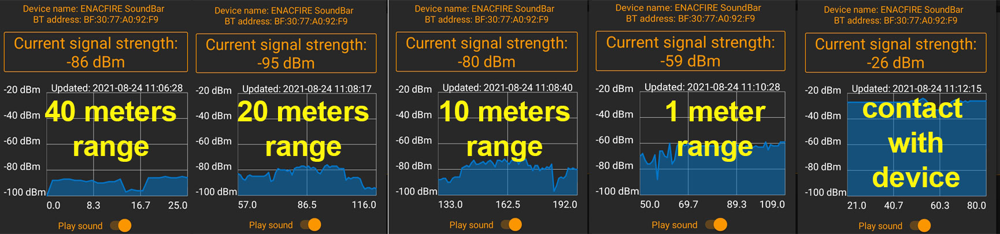 Device name: ENACFIRE SoundBar
BT address: BF:30:77:A0:92:F9
Current signal strength:
-86 dBm
Updated: 2021-08-24 11:06:28
-20 dBm
-40 dBm
-60 dBm
-80 dBm
-100 dBm
40 meters
range
0.0 8.3 16.7 25.0
Play sound
Device name: ENACFIRE SoundBar
BT address: BF:30:77:A0:92:F9
Current signal strength:
-95 dBm
Updated: 2021-08-24 11:08:17
-20 dBm
-40 dBm
-60 dBm
-80 dBm
-100 dBm
20 meters
range
57.0 86.5 116.0
Play sound
Device name: ENACFIRE SoundBar
BT address: BF:30:77:A0:92:F9
Current signal strength:
-80 dBm
Updated: 2021-08-24 11:08:40
-20 dBm
-40 dBm
-60 dBm
-80 dBm
-100 dBm
10 meters
range
133.0 162.5 192.0
Play sound
Device name: ENACFIRE SoundBar
BT address: BF:30:77:A0:92:F9
Current signal strength:
-59 dBm
Updated: 2021-08-24 11:10:28
-20 dBm
-40 dBm
-60 dBm
-80 dBm
-100 dBm
1 meter
range
50.0 69.7 89.3 109.0
Play sound
Device name: ENACFIRE SoundBar
BT address: BF:30:77:A0:92:F9
Current signal strength:
-26 dBm
Updated: 2021-08-24 11:12:15
-20 dBm
-40 dBm
-60 dBm
-80 dBm
-100 dBm
contact
with
device
21.0 40.7 60.3 80.0
Play sound